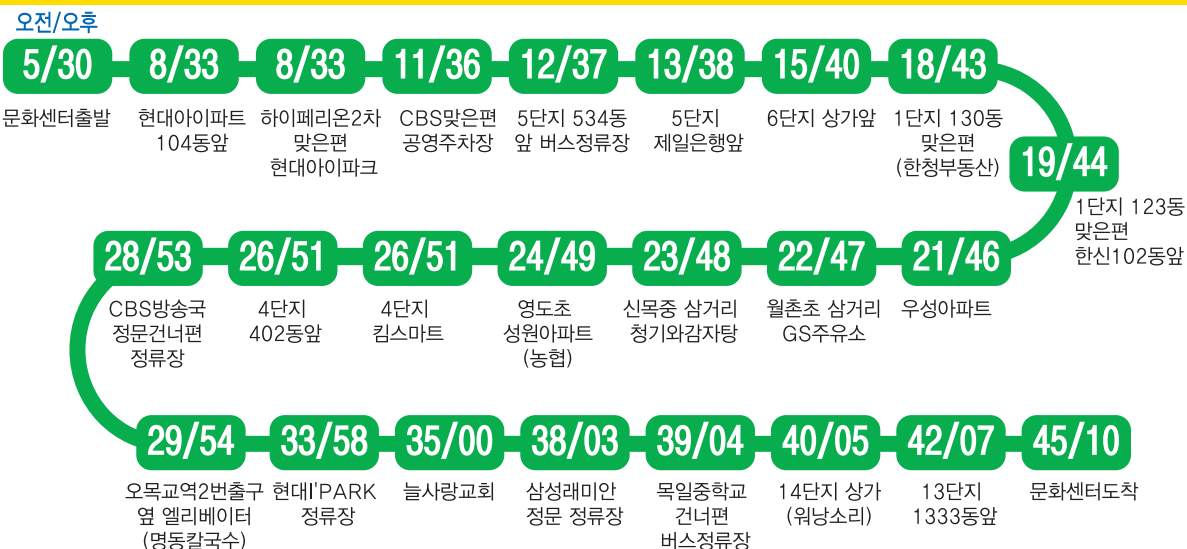 오전/오후
5/30
문화센터출발
8/33
현대아이파트
104동앞
8/33
하이페리온2차
맞은편
현대아이파크
11/36
CBS맞은편
공영주차장
12/37
5단지 534동
앞 버스정류장
13/38
5단지
제일은행앞
15/40
6단지 상가앞
18/43
1단지 130동
맞은편
(한청부동산)
19/44
1단지 123동
맞은편
한신102동앞
21/46
우성아파트
22/47
월촌초 삼거리
GS주유소
23/48
신목중 삼거리
청기와감자탕
24/49
영도초
성원아파트
(농협)
26/51
4단지
킴스마트
26/51
4단지
402동앞
28/53
CBS방송국
정문건너편
정류장
29/54
오목교역2번출구
옆 엘리베이터
(명동칼국수)
33/58
현대I'PARK
정류장
35/00
늘사랑교회
38/03
삼성래미안
정문 정류장
39/04
목일중학교
건너편
버스정류장
40/05
14단지 상가
(워낭소리)
42/07
13단지
1333동앞
45/10
문화센터도착